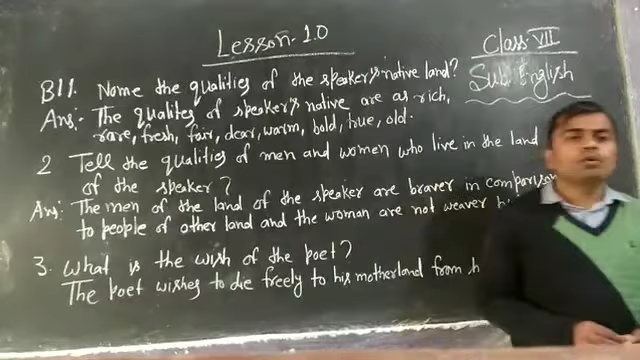 Lesson-10
Class-VII
Sub. English
B11. Name the qualities of the speaker's native land?
Ans:- The qualites of speaker's native are as rich,
rare, fresh, fair, dear, warm, bold, true, old.
2 Tell the qualities of men and women who live in the land
of the speaker?
Ans:- The men of the land of the speaker are braver in comparison
to people of other land and the woman are not weaver
3. What is the wish of the poet?
The Poet wishes to die freely to his motherland from